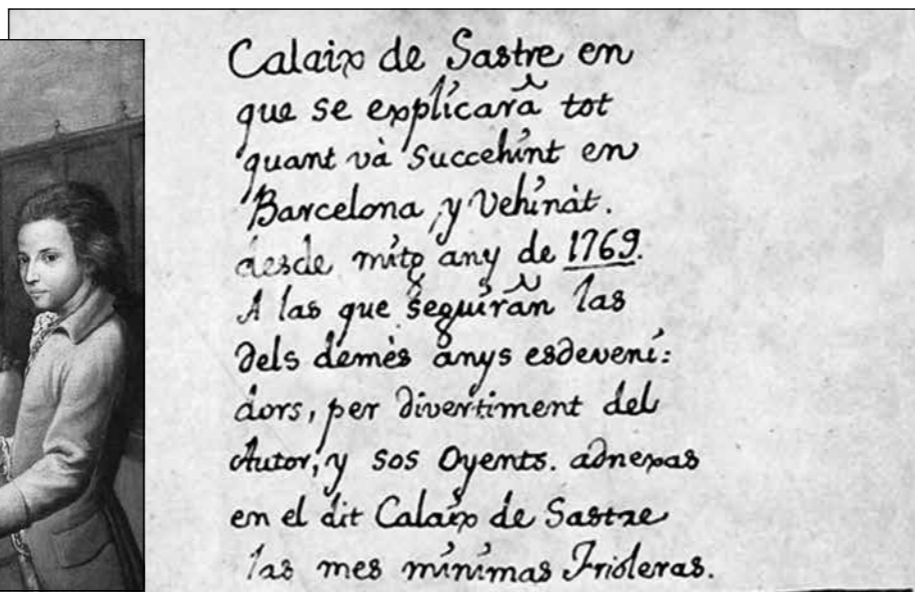 Calaix de Sastre en
que se explicarà tot
quant và succehint en
Barcelona, y Vehinàt.
desde mitg any de 1769.
A las que seguiràn las
dels demès anys esdeveni:
dors, per divertiment del
Autor, y sos Oyents. adnexas
en el dit Calaix de Sastre
las mes minimas Frioleras.